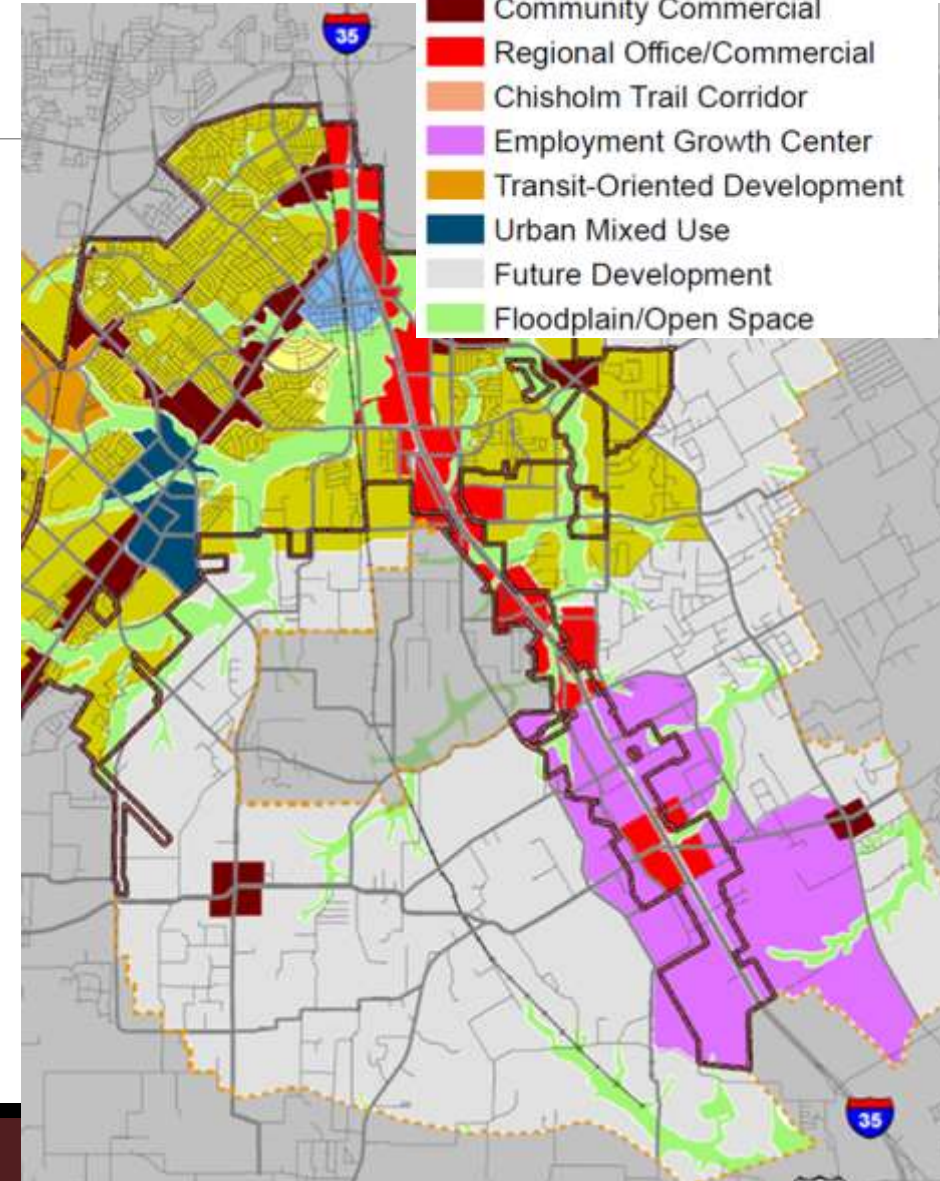 35
Community Commercial
Regional Office/Commercial
Chisholm Trail Corridor
Employment Growth Center
Transit-Oriented Development
Urban Mixed Use
Future Development
Floodplain/Open Space
35